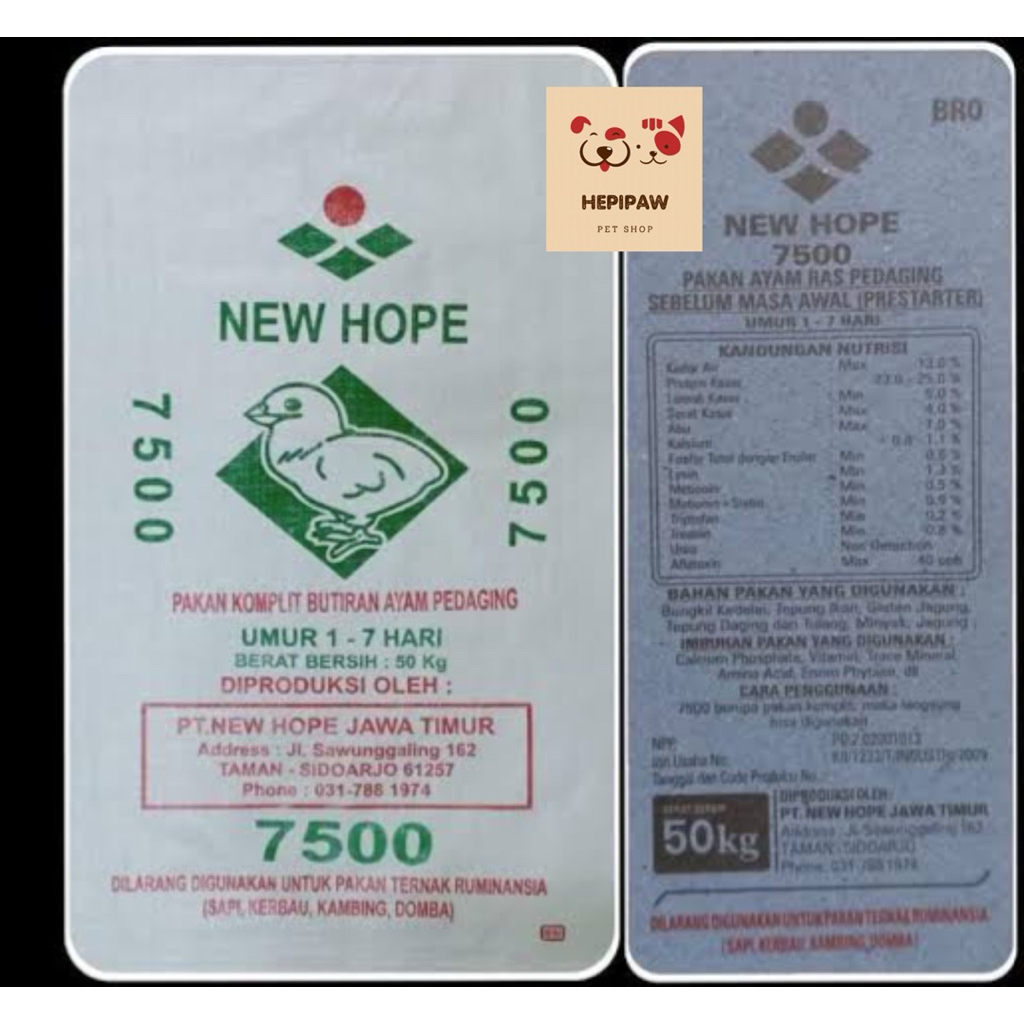 NEW HOPE
7500
7500
PAKAN KOMPLIT BUTIRAN AYAM PEDAGING
UMUR 1 - 7 HARI
BERAT BERSIH : 50 Kg
DIPRODUKSI OLEH :
PT.NEW HOPE JAWA TIMUR
Address : Jl. Sawunggaling 162
TAMAN - SIDOARJO 61257
Phone : 031-788 1974
7500
DILARANG DIGUNAKAN UNTUK PAKAN TERNAK RUMINANSIA
(SAPI, KERBAU, KAMBING, DOMBA)
HEPIPAW
PET SHOP
BRO
NEW HOPE
7500
PAKAN AYAM RAS PEDAGING
SEBELUM MASA AWAL (PRESTARTER)
UMUR 1 - 7 HARI
KANDUNGAN NUTRISI
Kadar Air Max 13.0 %
Protein Kasar 23.0 - 25.0 %
Lemak Kasar Min 5.0 %
Serat Kasar Max 4.0 %
Abu Max 7.0 %
Kalsium 1.1 %
Fosfor Total dengan Enzim Min 0.6 %
Lysin Min
Metionin Min 0.5 %
Metionin + Sistin Min 0.9 %
Triptofan Min 0.2 %
Treonin Min 0.8 %
Urea Non Detection
Aflatoxin Max 40 ppb
BAHAN PAKAN YANG DIGUNAKAN :
Bungkil Kedelai, Tepung Ikan, Gluten Jagung,
Tepung Daging dan Tulang, Minyak, Jagung
IMBUHAN PAKAN YANG DIGUNAKAN :
Calcium Phosphate, Vitamin, Trace Mineral,
Amino Acid, Enzim Phytase, dll
CARA PENGGUNAAN :
7500 berupa pakan komplit, maka langsung
bisa digunakan
NPP
Ijin Usaha No.
Tanggal dan Code Produksi No. :
BERAT BERSIH
50kg
DIPRODUKSI OLEH :
PT. NEW HOPE JAWA TIMUR
Address : Jl. Sawunggaling 162
TAMAN - SIDOARJO
Phone : 031-788 1974
DILARANG DIGUNAKAN UNTUK PAKAN TERNAK RUMINANSIA
(SAPI, KERBAU, KAMBING, DOMBA)